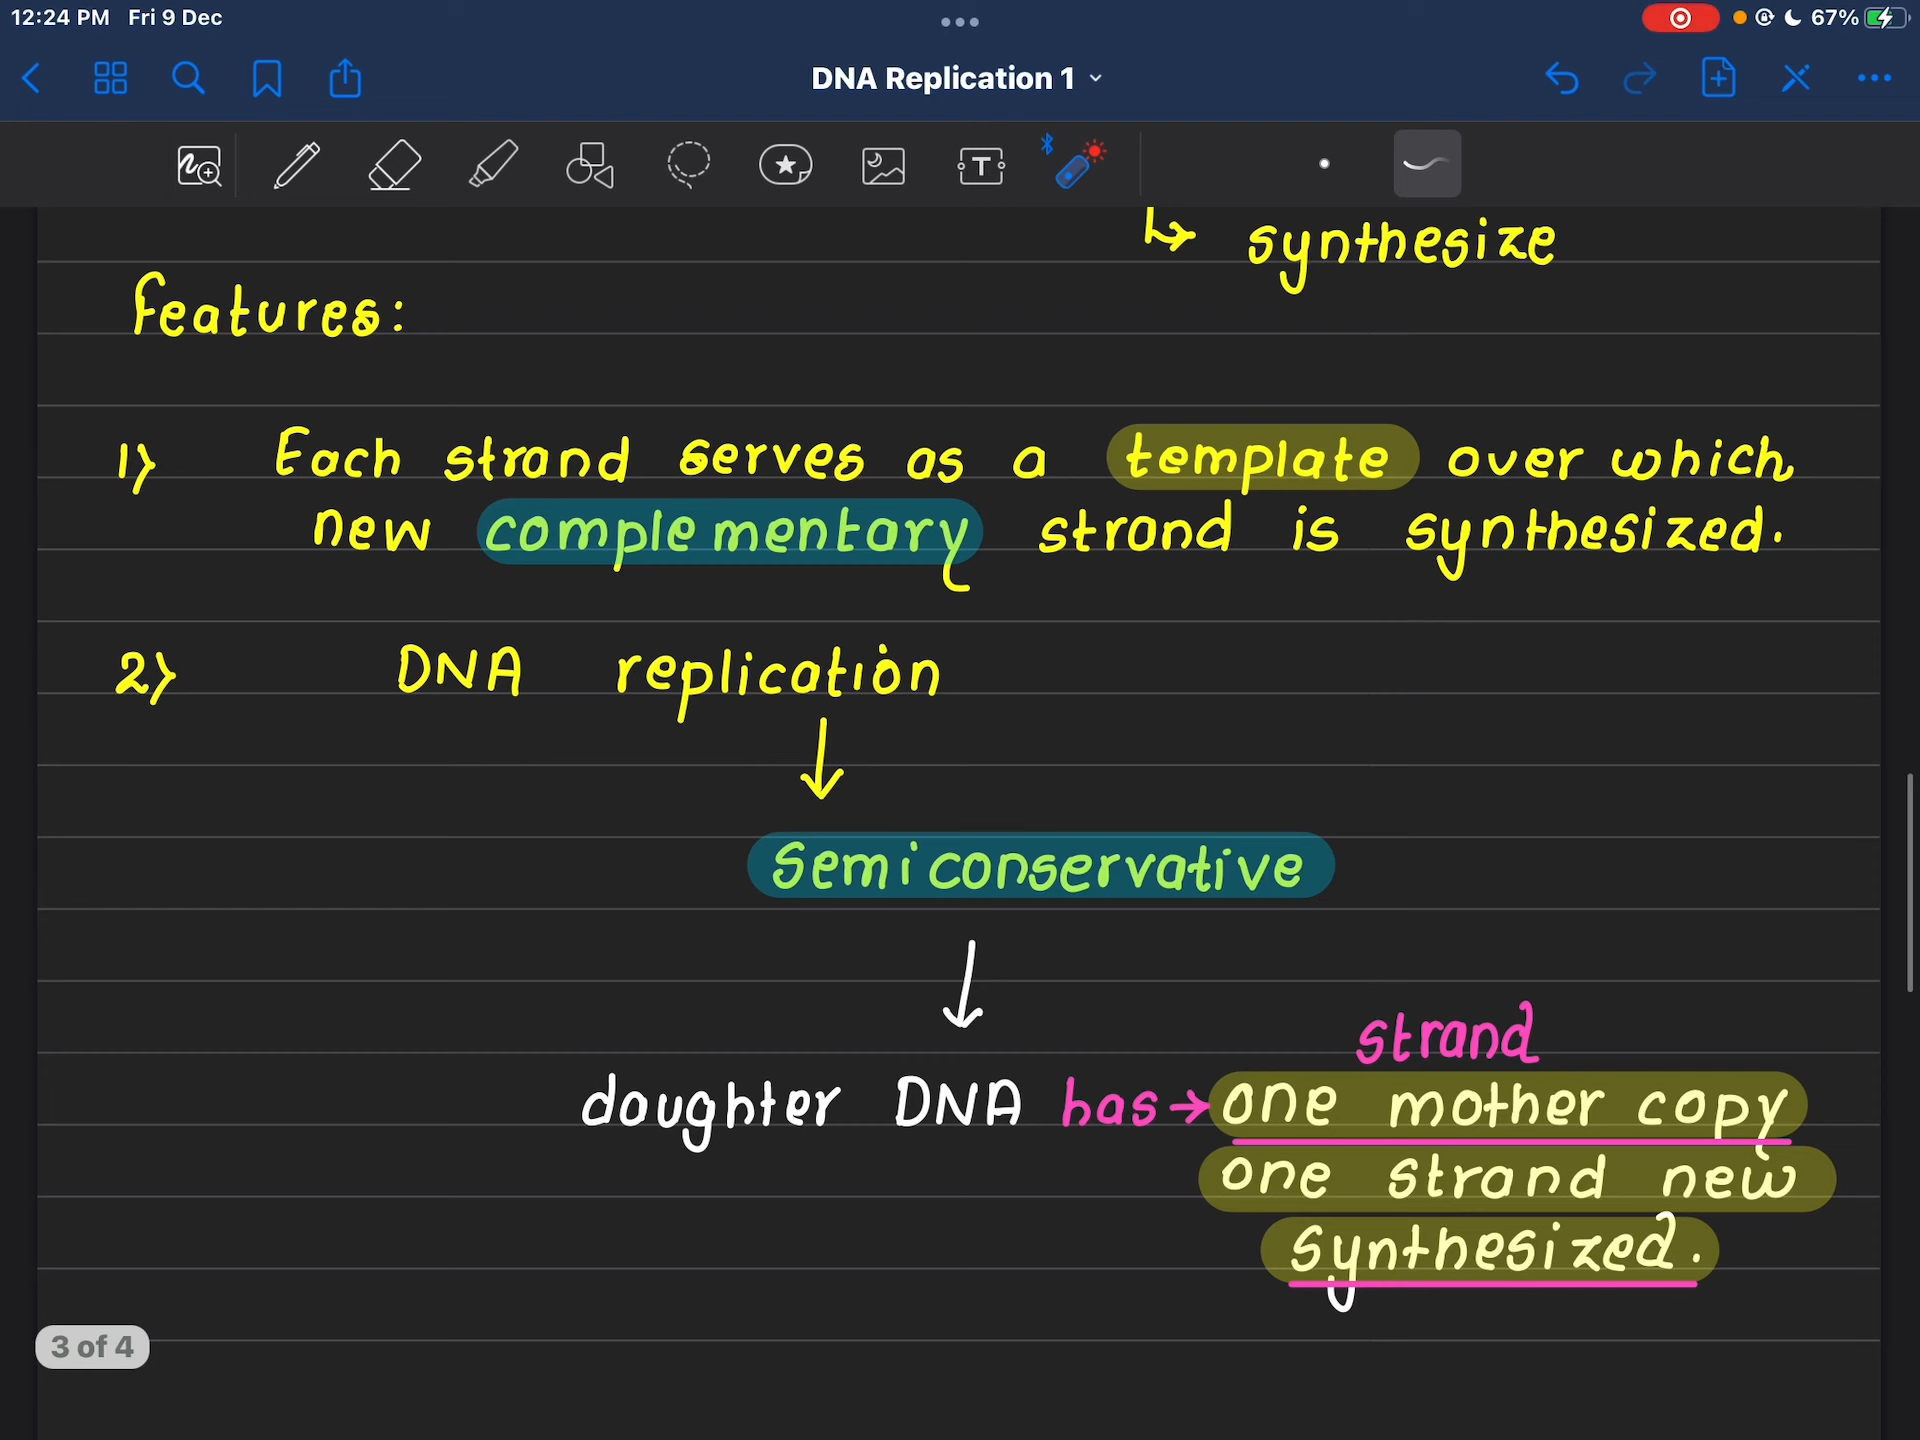 12:24 PM Fri 9 Dec
67%
DNA Replication 1
T
↳ synthesize
features:
1) Each strand serves as a template over which
new complementary strand is synthesized.
2) DNA replication
↓
Semiconservative
↓
strand
daughter DNA has → one mother copy
one strand new
synthesized.
3 of 4